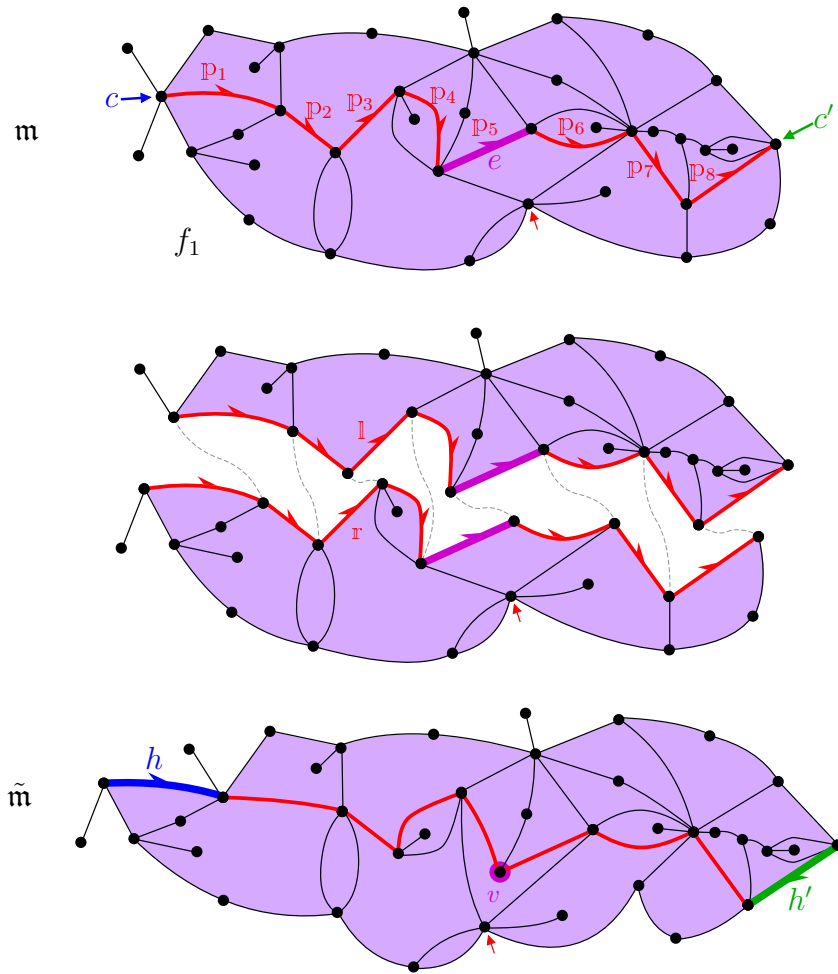 𝕡₁
𝕡₂ 𝕡₃ 𝕡₄
c
c′
𝔪
𝕡₅ 𝕡₆
e
𝕡₇ 𝕡₈
f₁
𝕝
𝕣
h
𝔪̃
v
h′